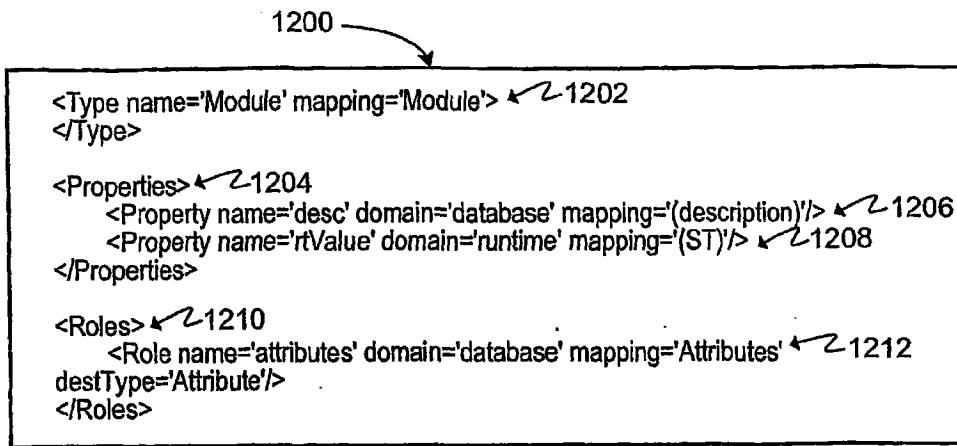 1200
<Type name='Module' mapping='Module'> 1202
</Type>
<Properties> 1204
<Property name='desc' domain='database' mapping='(description)'/> 1206
<Property name='rtValue' domain='runtime' mapping='(ST)'/> 1208
</Properties>
<Roles> 1210
<Role name='attributes' domain='database' mapping='Attributes' 1212
destType='Attribute'/>
</Roles>